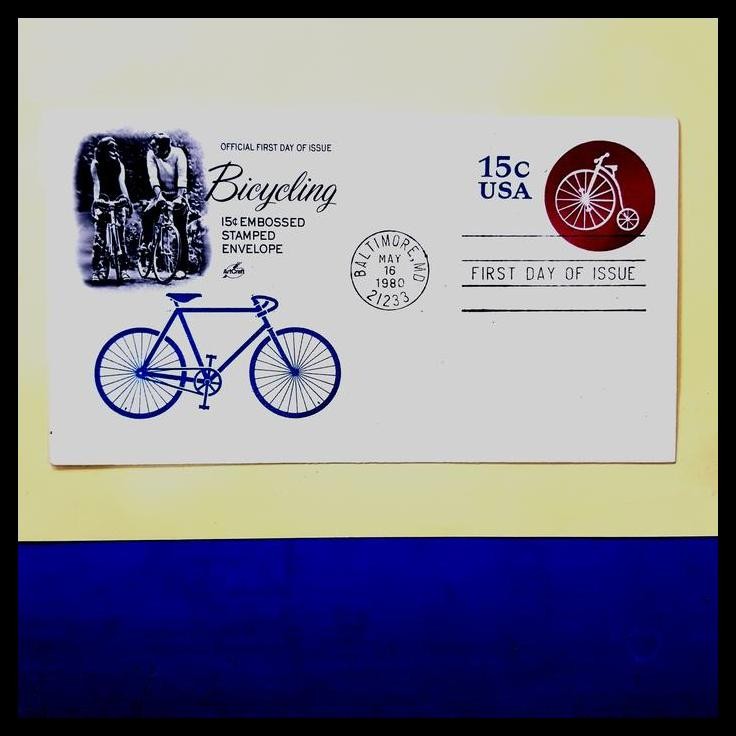 OFFICIAL FIRST DAY OF ISSUE
Bicycling
15¢ EMBOSSED
STAMPED
ENVELOPE
ArtCraft
15c
USA
BALTIMORE, MD
MAY
16
1980
21233
FIRST DAY OF ISSUE